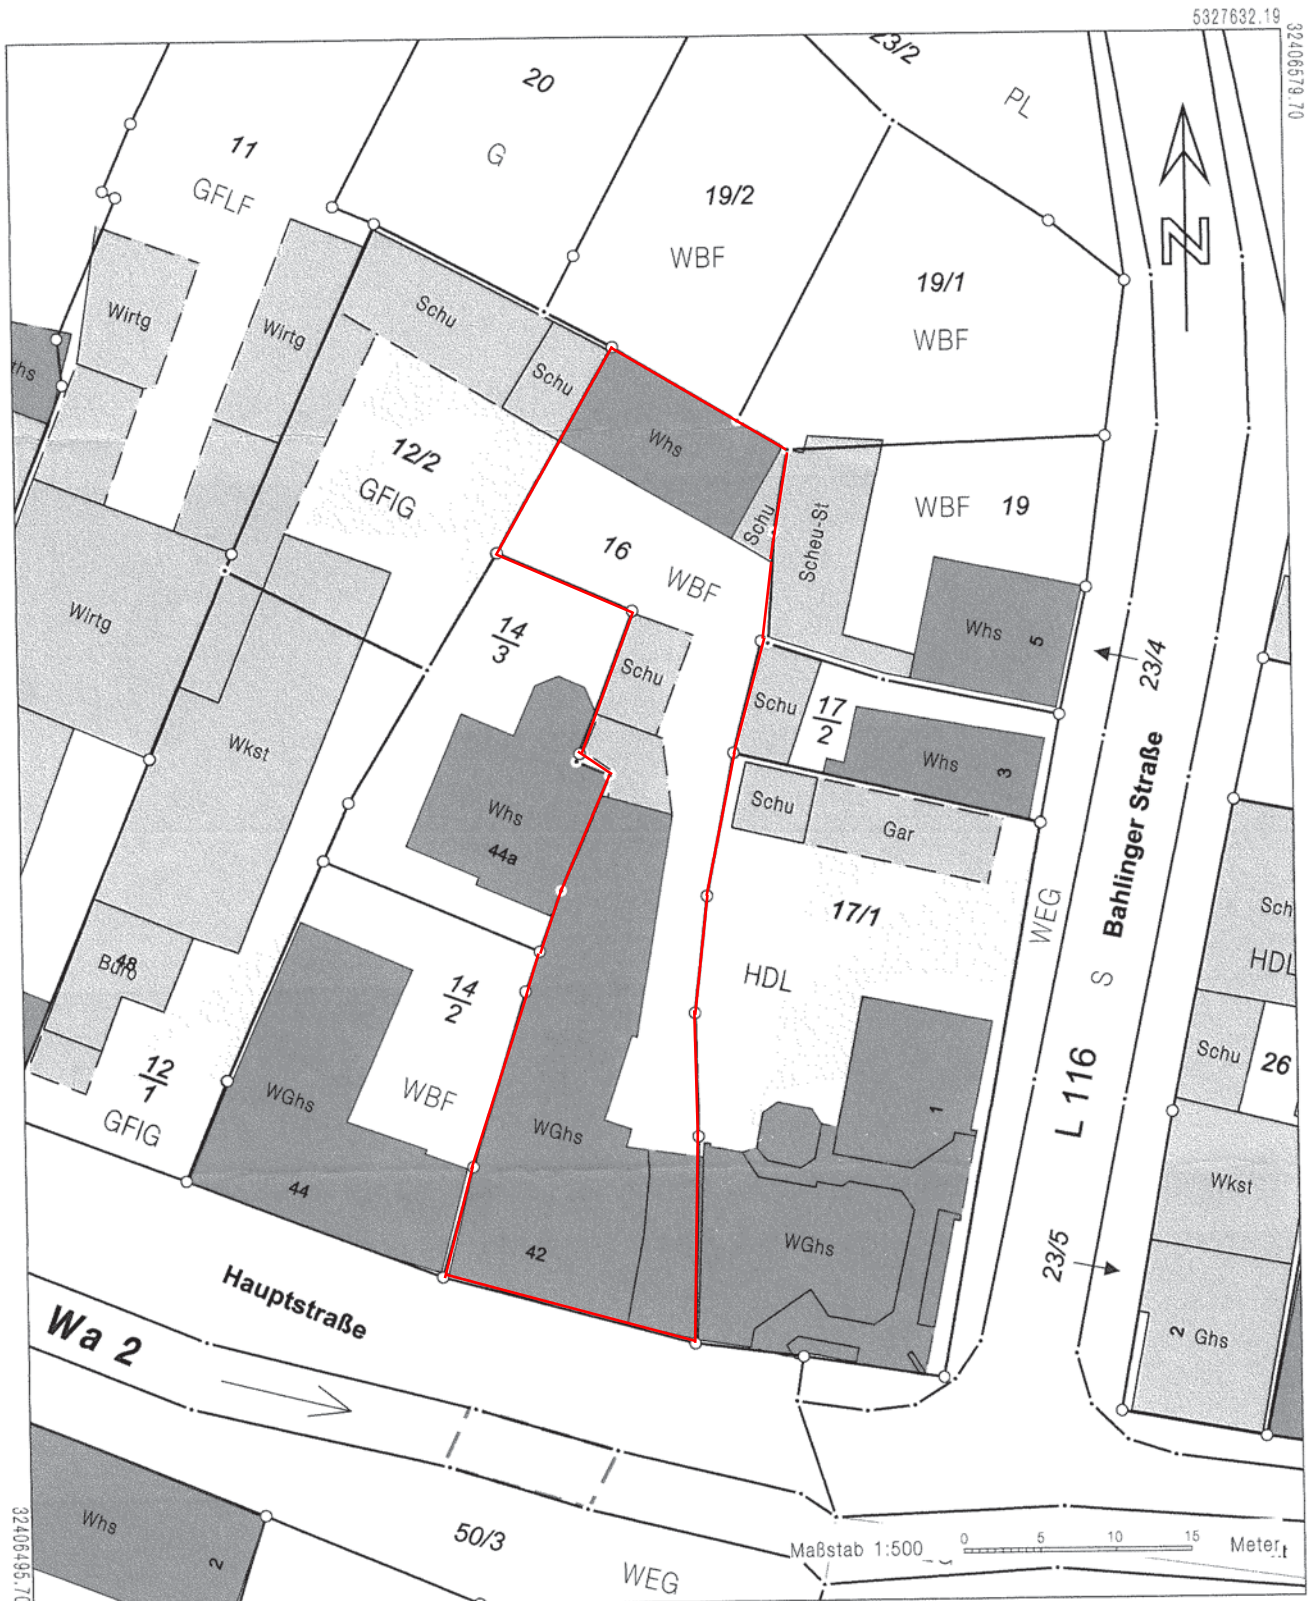 5327632.19
32406579.70
23/2
20
PL
11
G
GFLF
19/2
WBF
19/1
WBF
Wirtg
Wirtg
Schu
Schu
Whs
12/2
GFIG
Schu
Scheu-St
WBF 19
16
WBF
Whs 5
Wirtg
14
3
Schu
23/4
Schu
17
2
Wkst
Whs 3
Whs
44a
Schu
Gar
17/1
WEG
Bahlinger Straße
S
HDL
Büro
48
14
2
HDL
12
1
GFIG
WGhs
WBF
WGhs
1
L 116
Schu
26
44
42
WGhs
Wkst
23/5
Hauptstraße
Wa 2
2
Ghs
Whs
2
50/3
WEG
Maßstab 1:500
0 5 10 15
Meter
32406495.70